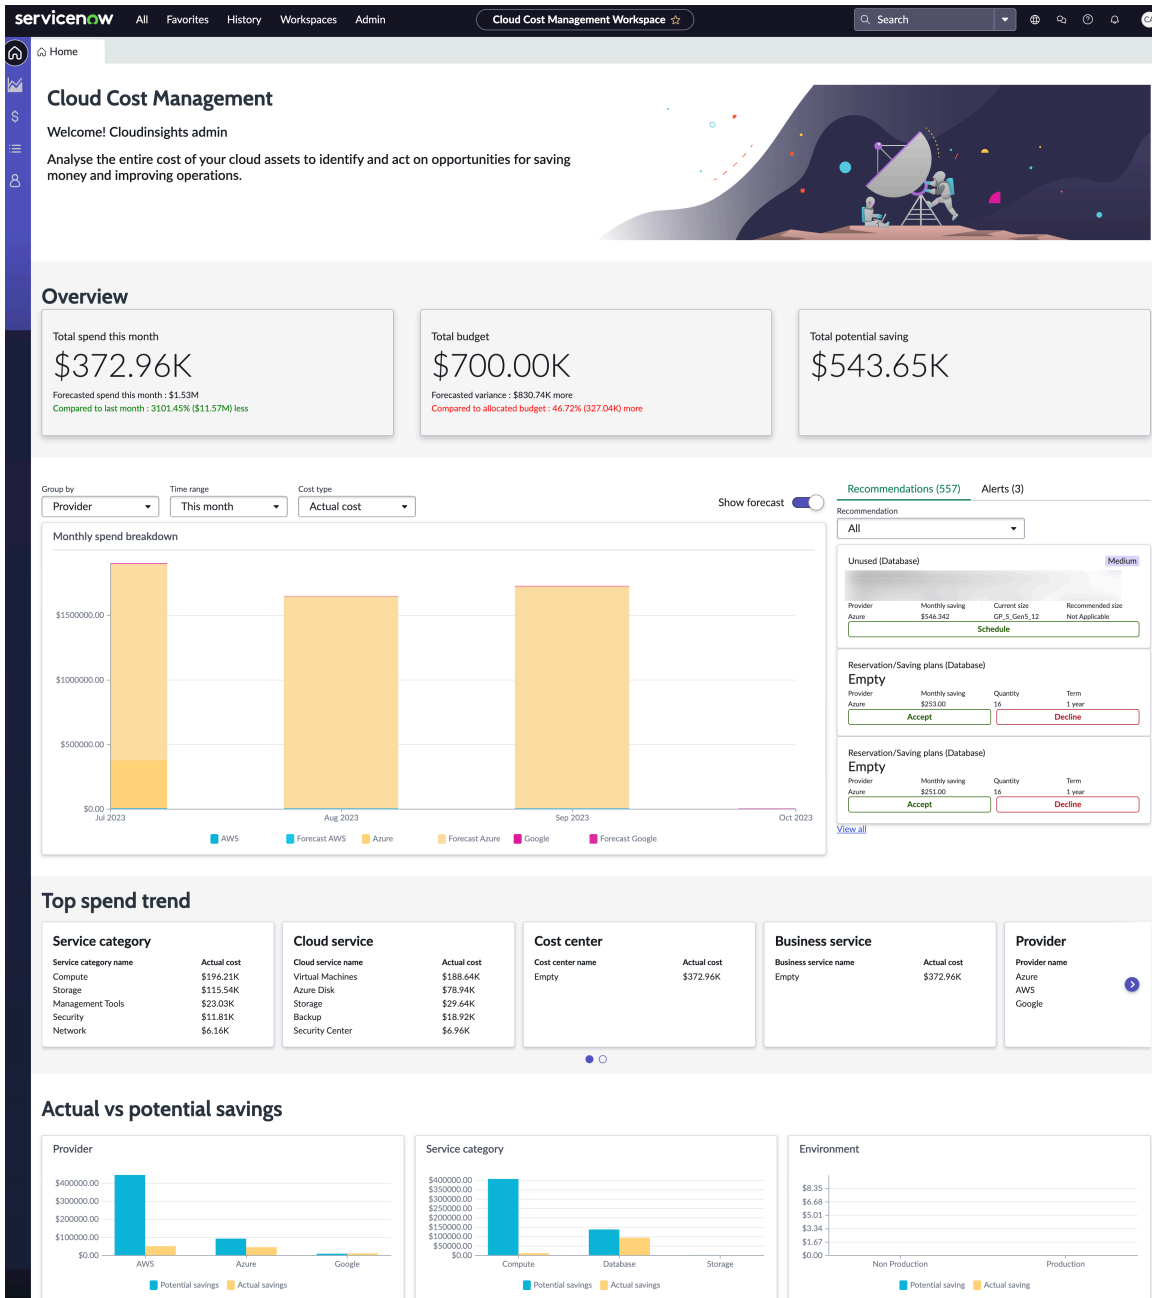 servicenow All Favorites History Workspaces Admin Cloud Cost Management Workspace Search
Home
Cloud Cost Management
Welcome! Cloudinsights admin
Analyse the entire cost of your cloud assets to identify and act on opportunities for saving
money and improving operations.
Overview
Total spend this month
$372.96K
Forecasted spend this month : $1.53M
Compared to last month : 3101.45% ($11.57M) less
Total budget
$700.00K
Forecasted variance : $830.74K more
Compared to allocated budget : 46.72% (327.04K) more
Total potential saving
$543.65K
Group by Time range Cost type
Provider This month Actual cost
Show forecast
Monthly spend breakdown
$1500000.00
$1000000.00
$500000.00
$0.00
Jul 2023 Aug 2023 Sep 2023 Oct 2023
AWS Forecast AWS Azure Forecast Azure Google Forecast Google
Recommendations (557) Alerts (3)
Recommendation
All
Unused (Database) Medium
Provider Monthly saving Current size Recommended size
Azure $546.342 GP_S_Gen5_12 Not Applicable
Schedule
Reservation/Saving plans (Database)
Empty
Provider Monthly saving Quantity Term
Azure $253.00 16 1 year
Accept Decline
Reservation/Saving plans (Database)
Empty
Provider Monthly saving Quantity Term
Azure $251.00 16 1 year
Accept Decline
View all
Top spend trend
Service category
Service category name Actual cost
Compute $196.21K
Storage $115.54K
Management Tools $23.03K
Security $11.81K
Network $6.16K
Cloud service
Cloud service name Actual cost
Virtual Machines $188.64K
Azure Disk $78.94K
Storage $29.64K
Backup $18.92K
Security Center $6.96K
Cost center
Cost center name Actual cost
Empty $372.96K
Business service
Business service name Actual cost
Empty $372.96K
Provider
Provider name
Azure
AWS
Google
Actual vs potential savings
Provider
$400000.00
$300000.00
$200000.00
$100000.00
$0.00
AWS Azure Google
Potential savings Actual savings
Service category
$400000.00
$350000.00
$300000.00
$250000.00
$200000.00
$150000.00
$100000.00
$50000.00
$0.00
Compute Database Storage
Potential savings Actual savings
Environment
$8.35
$6.68
$5.01
$3.34
$1.67
$0.00
Non Production Production
Potential saving Actual saving